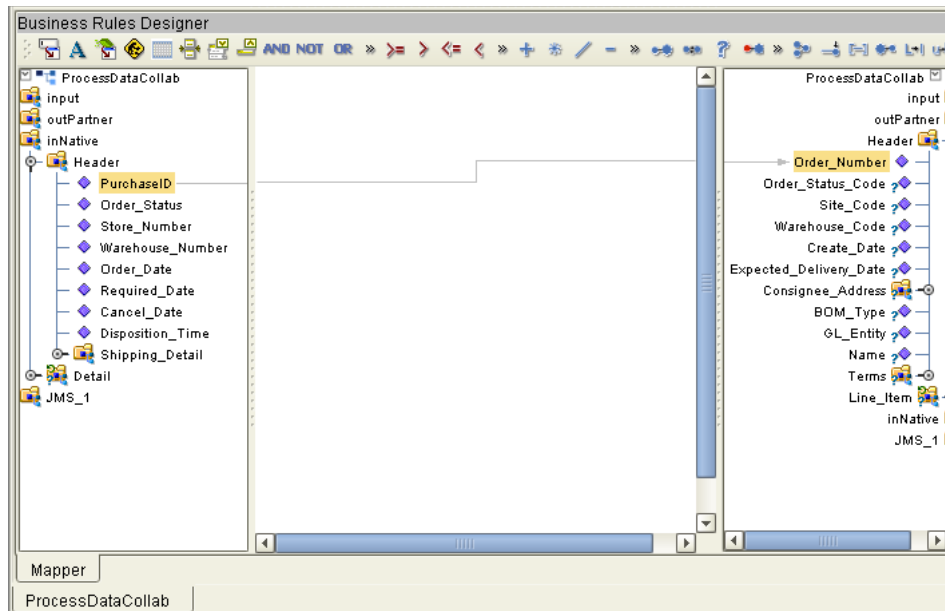 Business Rules Designer
A AND NOT OR » >= > <= < » + * / - » ? »
ProcessDataCollab
input
outPartner
inNative
Header
PurchaseID
Order_Status
Store_Number
Warehouse_Number
Order_Date
Required_Date
Cancel_Date
Disposition_Time
Shipping_Detail
Detail
JMS_1
ProcessDataCollab
input
outPartner
Header
Order_Number
Order_Status_Code
Site_Code
Warehouse_Code
Create_Date
Expected_Delivery_Date
Consignee_Address
BOM_Type
GL_Entity
Name
Terms
Line_Item
inNative
JMS_1
Mapper
ProcessDataCollab